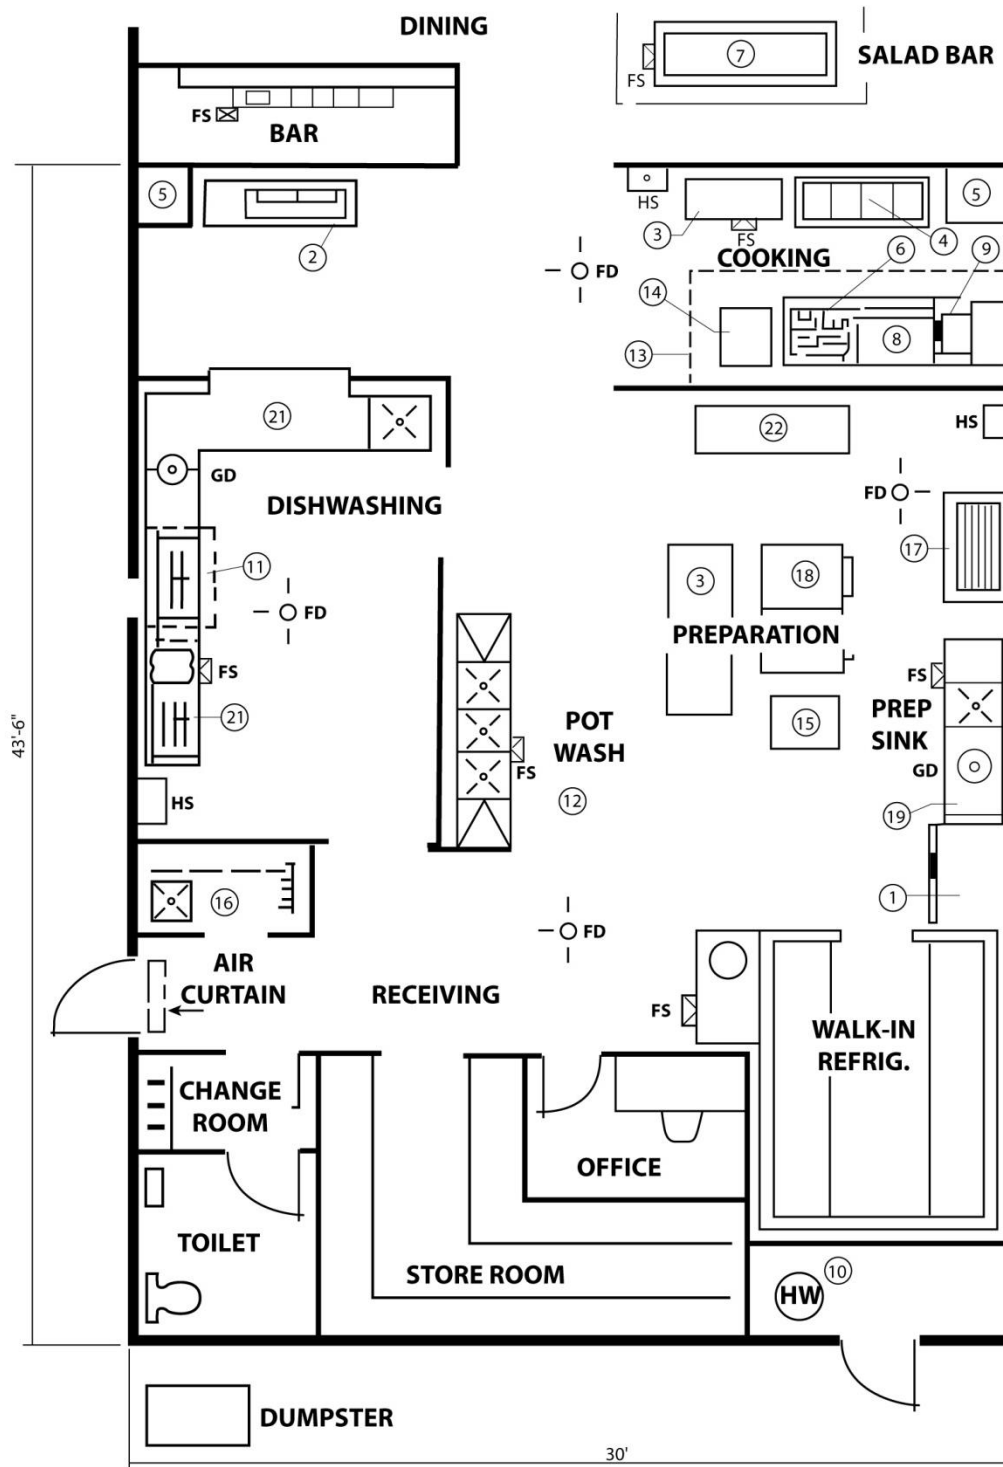 DINING
7
SALAD BAR
FS
FS
BAR
5
2
HS
3
FS
4
5
COOKING
6
9
FD
14
13
8
21
22
HS
GD
DISHWASHING
FD
17
11
3
18
FD
PREPARATION
FS
FS
21
POT
WASH
FS
15
PREP
SINK
GD
43'-6"
HS
12
19
16
1
FD
AIR
CURTAIN
RECEIVING
FS
WALK-IN
REFRIG.
CHANGE
ROOM
OFFICE
TOILET
STORE ROOM
HW
10
DUMPSTER
30'